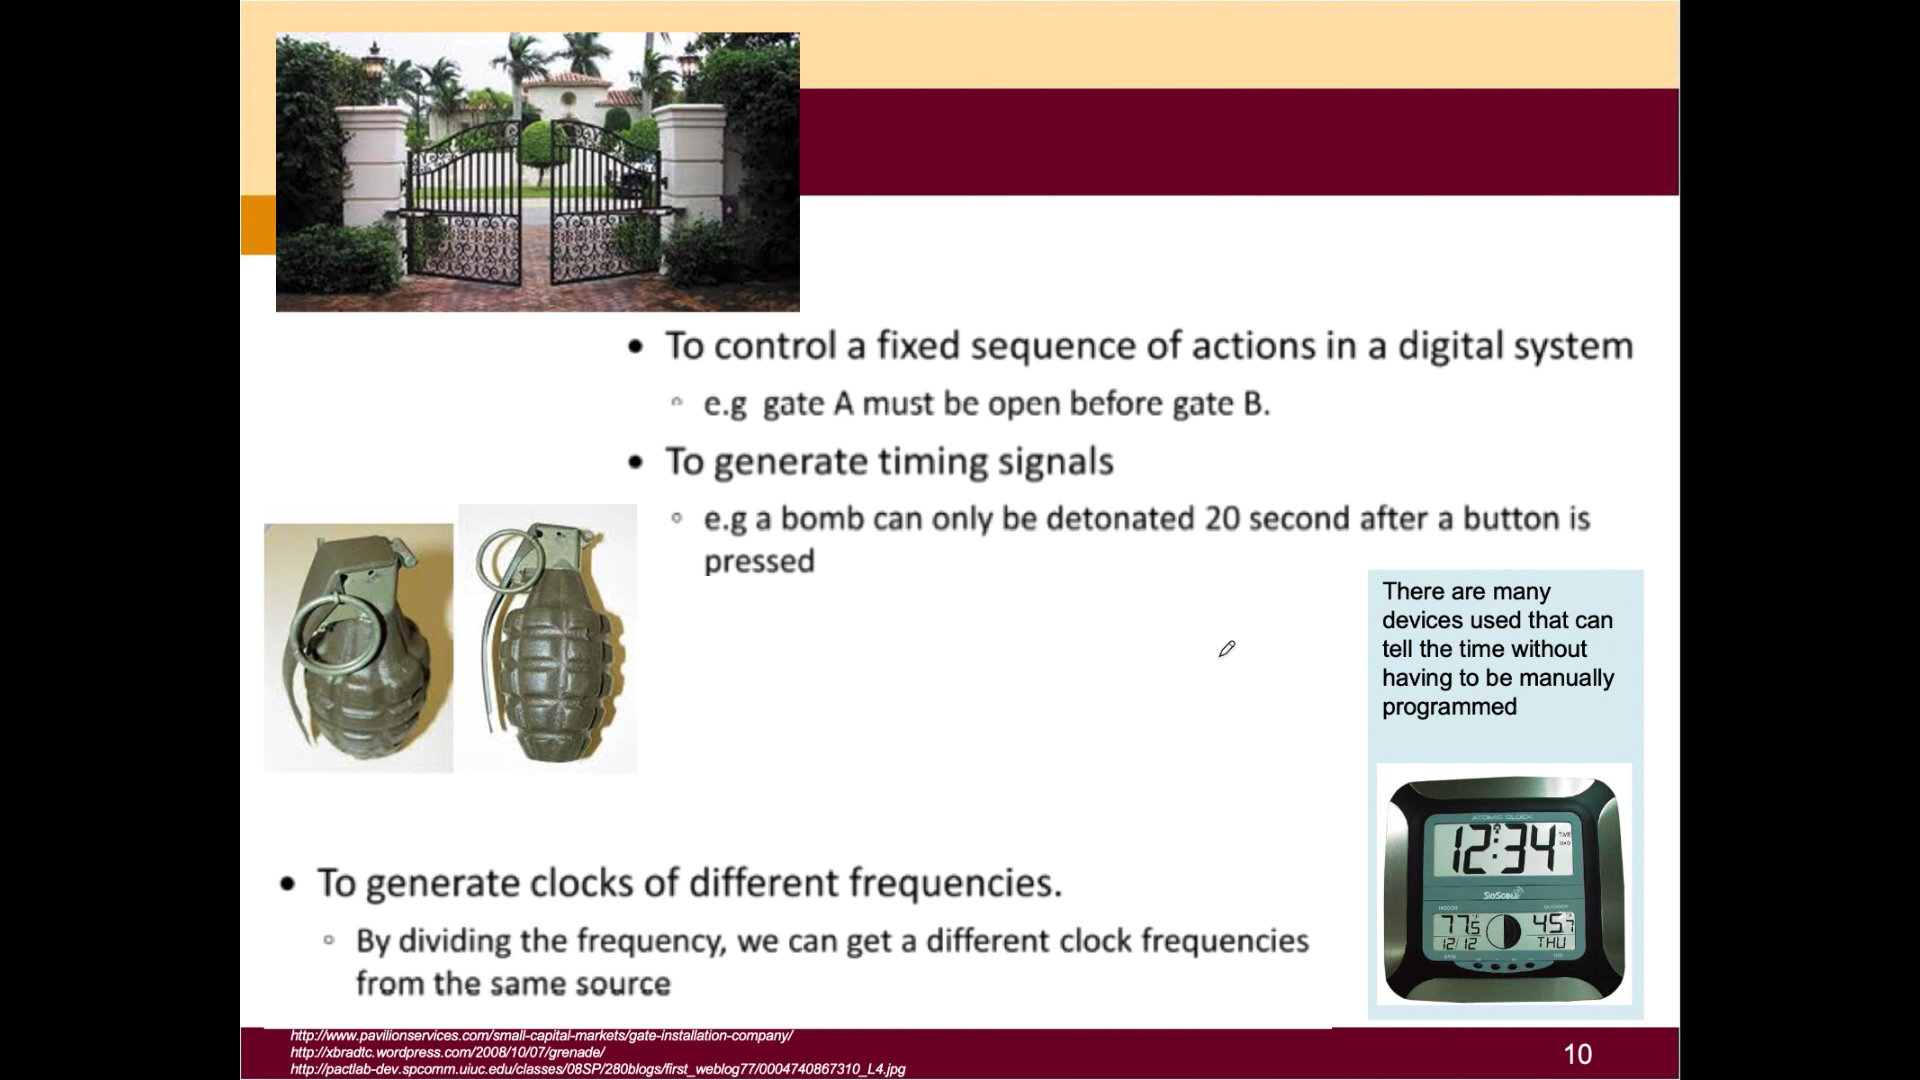 • To control a fixed sequence of actions in a digital system
◦ e.g gate A must be open before gate B.
• To generate timing signals
◦ e.g a bomb can only be detonated 20 second after a button is
pressed
There are many
devices used that can
tell the time without
having to be manually
programmed
ATOMIC CLOCK
12:34
TIME
INDOOR
OUTDOOR
77.5
45.7
12/12
THU
• To generate clocks of different frequencies.
◦ By dividing the frequency, we can get a different clock frequencies
from the same source
http://www.pavilionservices.com/small-capital-markets/gate-installation-company/
http://xbradtc.wordpress.com/2008/10/07/grenade/
http://pactlab-dev.spcomm.uiuc.edu/classes/08SP/280blogs/first_weblog77/0004740867310_L4.jpg
10